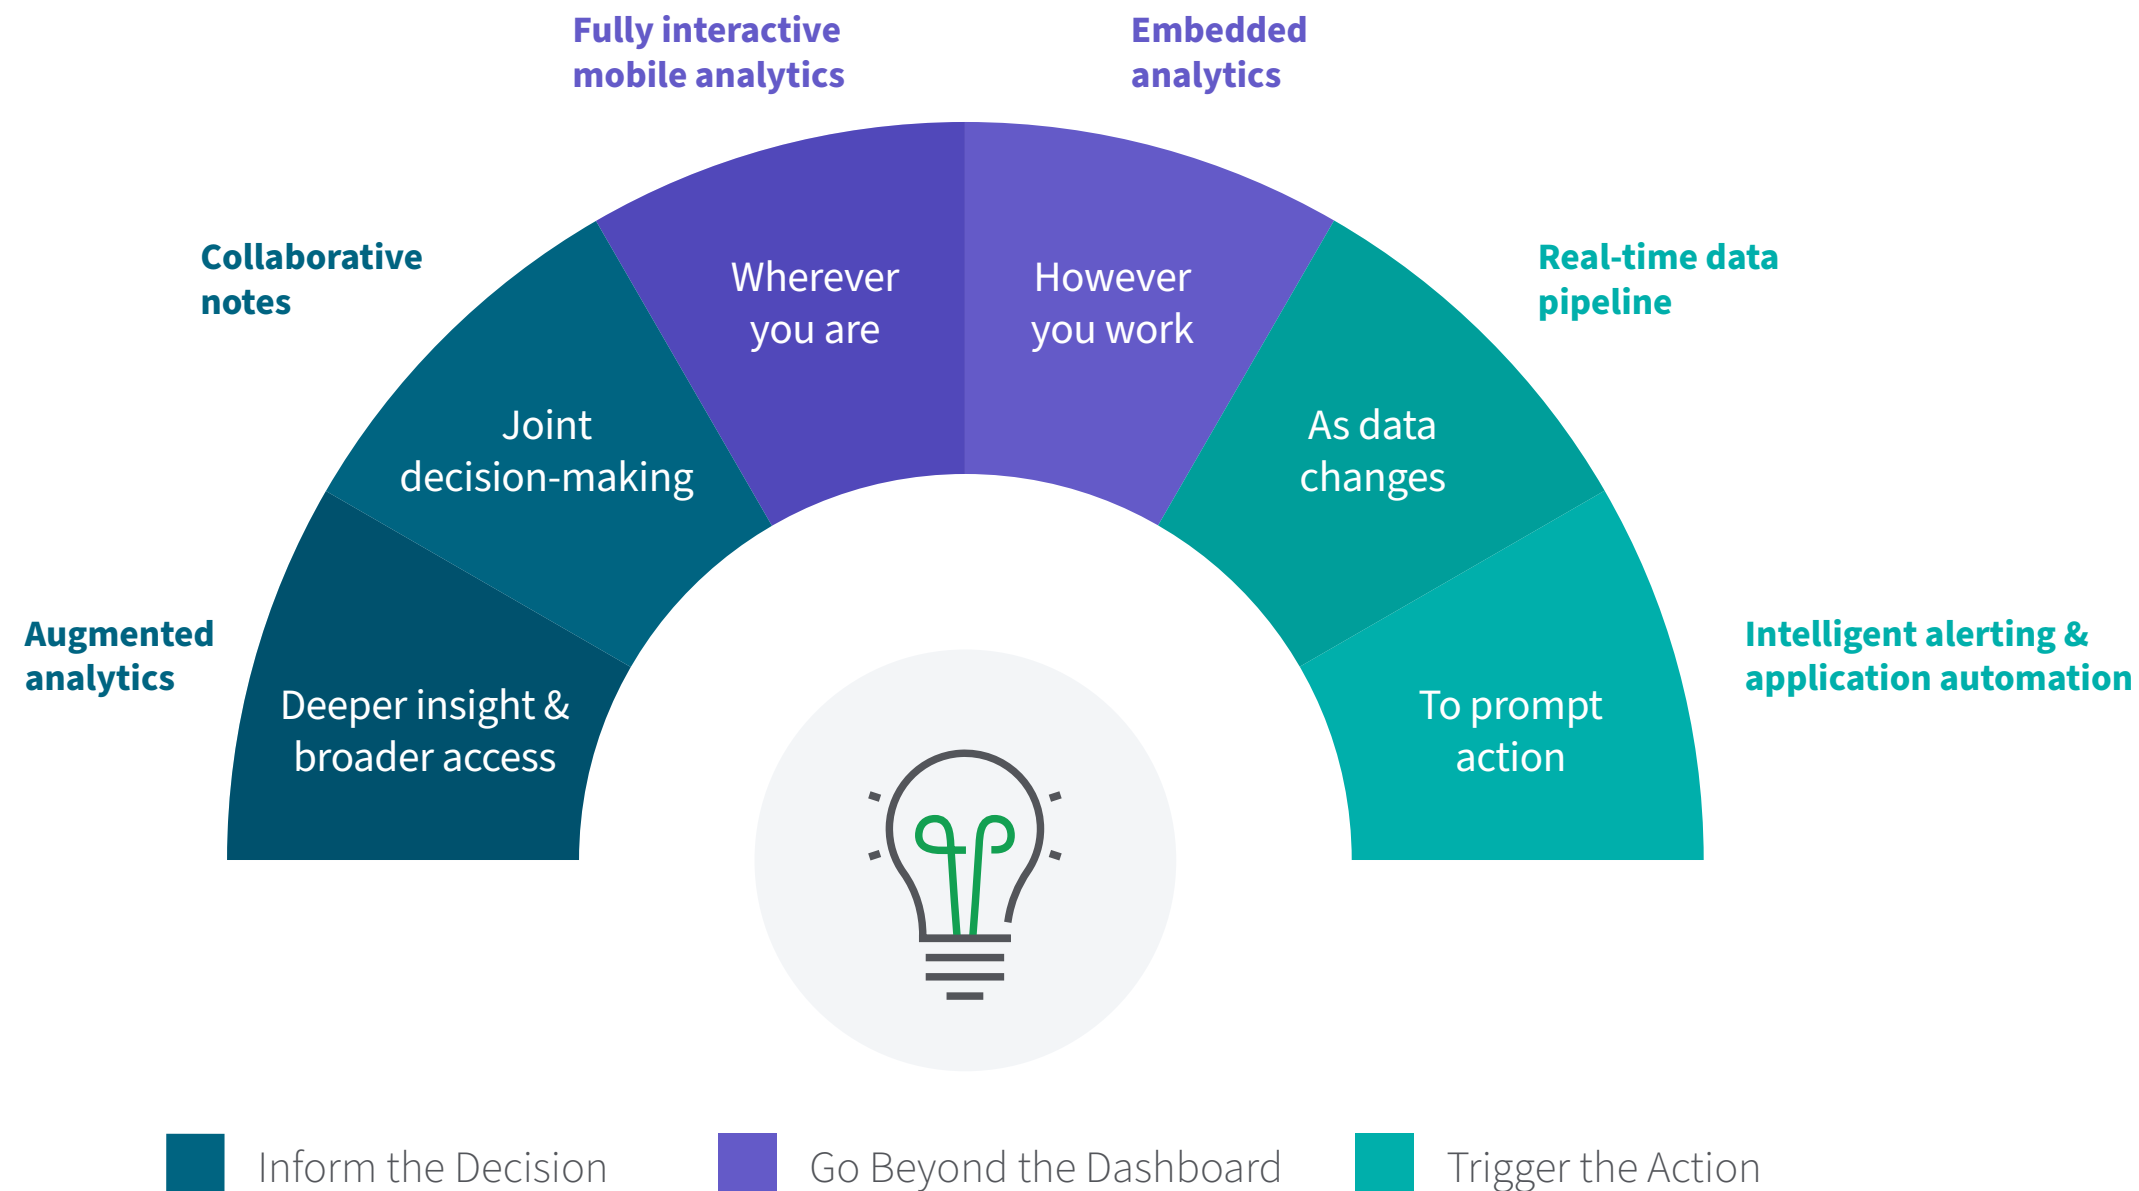 Fully interactive
mobile analytics
Embedded
analytics
Collaborative
notes
Wherever
you are
However
you work
Real-time data
pipeline
Joint
decision-making
As data
changes
Augmented
analytics
Deeper insight &
broader access
To prompt
action
Intelligent alerting &
application automation
Inform the Decision
Go Beyond the Dashboard
Trigger the Action